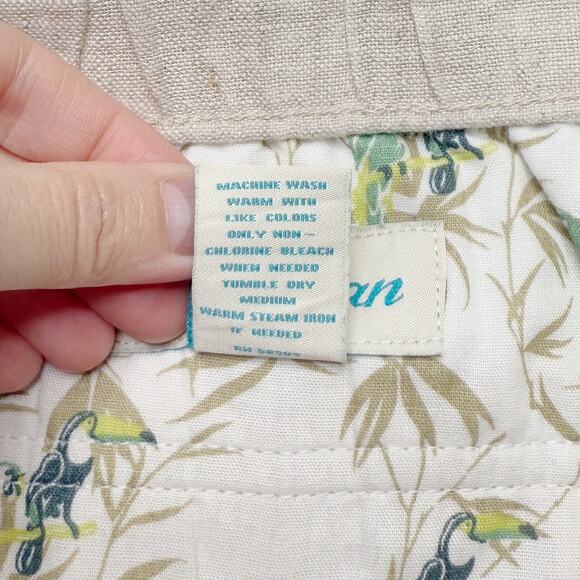 MACHINE WASH
WARM WITH
LIKE COLORS
ONLY NON-
CHLORINE BLEACH
WHEN NEEDED
TUMBLE DRY
MEDIUM
WARM STEAM IRON
IF NEEDED
an